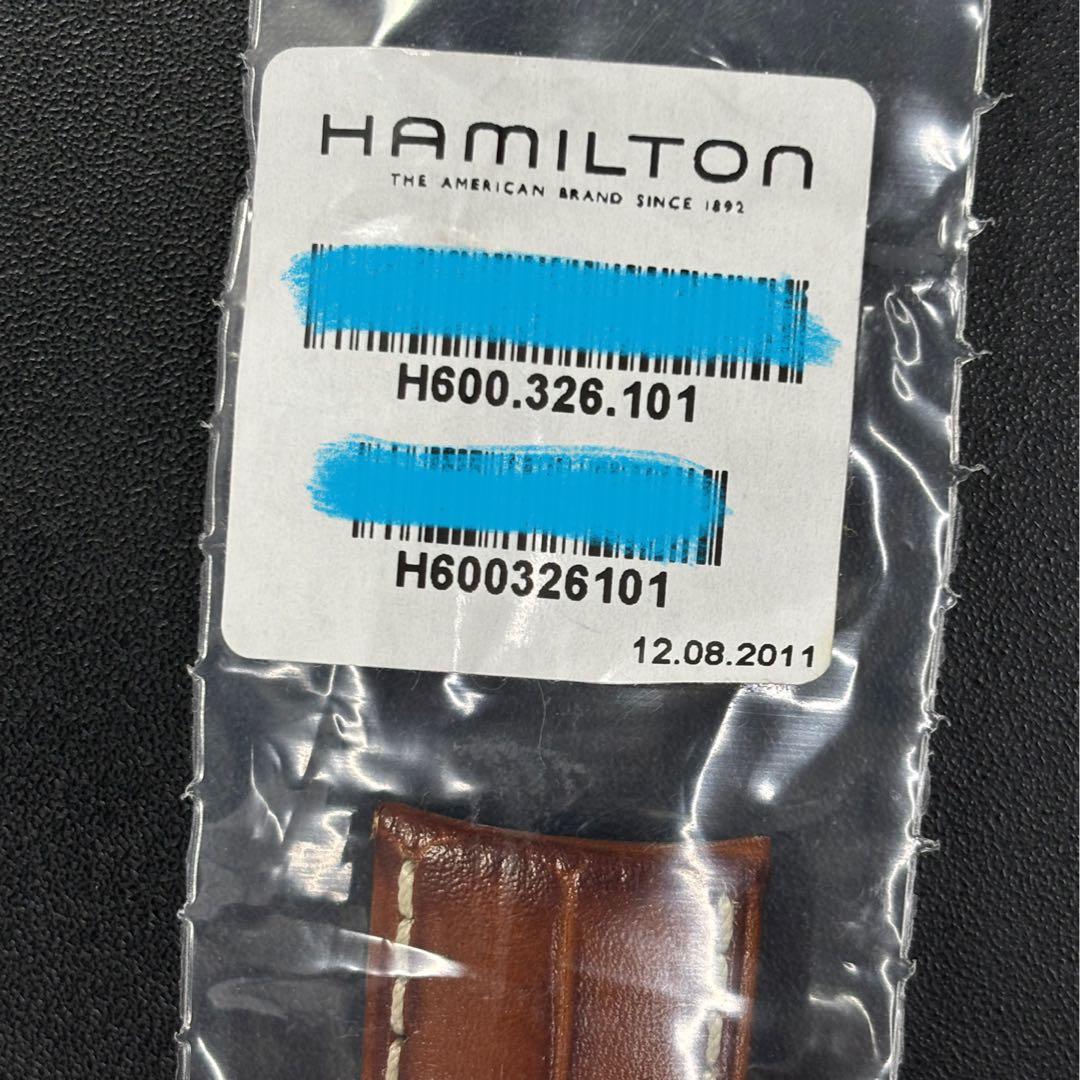 HAMILTON
THE AMERICAN BRAND SINCE 1892
H600.326.101
H600326101
12.08.2011